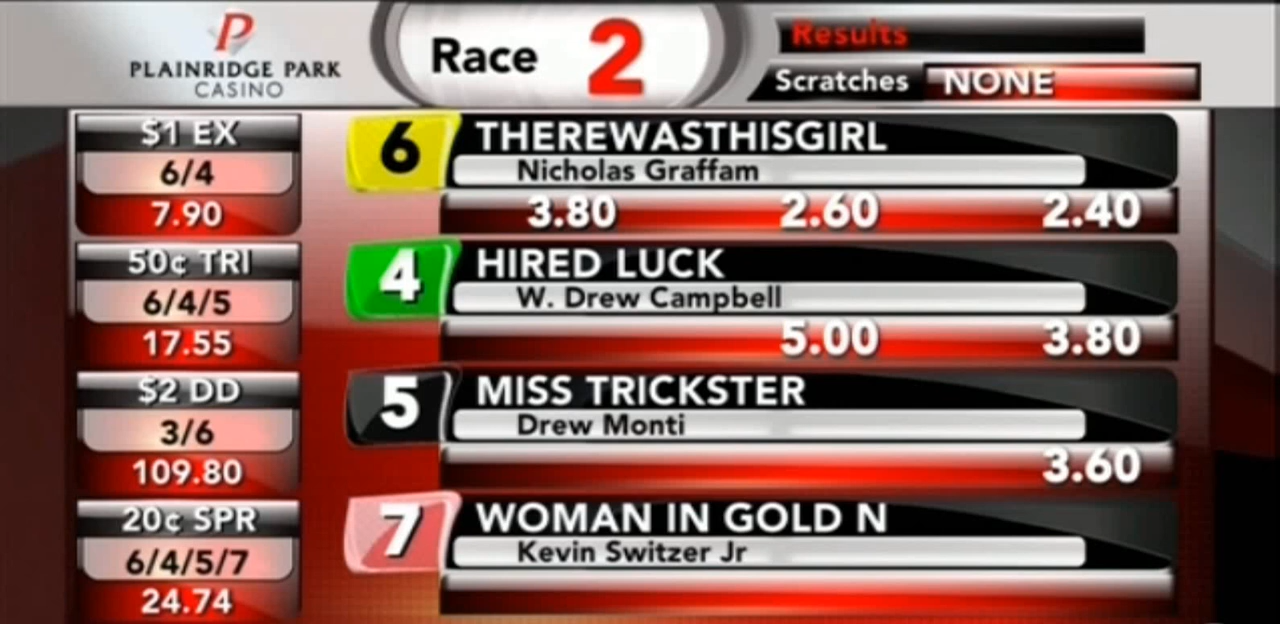 P
PLAINRIDGE PARK
CASINO
Race 2
Results
Scratches NONE
$1 EX
6/4
7.90
50¢ TRI
6/4/5
17.55
$2 DD
3/6
109.80
20¢ SPR
6/4/5/7
24.74
6 THEREWASTHISGIRL
Nicholas Graffam
3.80 2.60 2.40
4 HIRED LUCK
W. Drew Campbell
5.00 3.80
5 MISS TRICKSTER
Drew Monti
3.60
7 WOMAN IN GOLD N
Kevin Switzer Jr